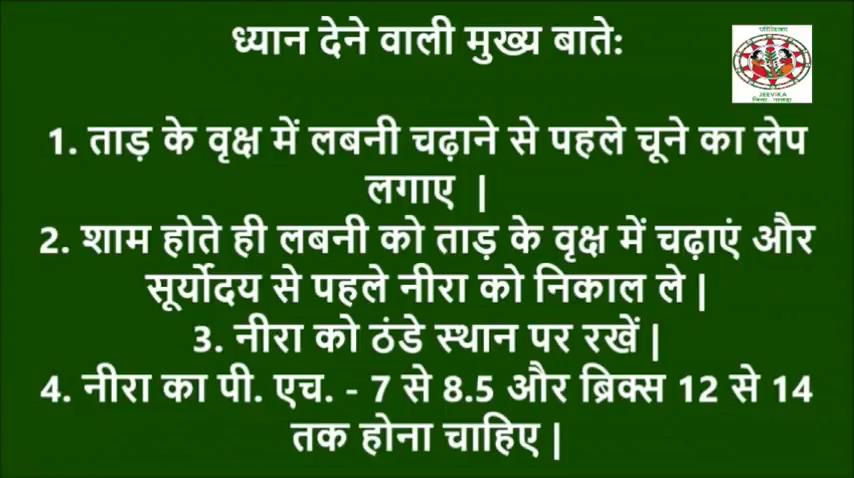 ध्यान देने वाली मुख्य बाते:
जीविका
JEEVIKA
जिला - नालंदा
1. ताड़ के वृक्ष में लबनी चढ़ाने से पहले चूने का लेप
लगाए |
2. शाम होते ही लबनी को ताड़ के वृक्ष में चढ़ाएं और
सूर्योदय से पहले नीरा को निकाल ले |
3. नीरा को ठंडे स्थान पर रखें |
4. नीरा का पी. एच. - 7 से 8.5 और ब्रिक्स 12 से 14
तक होना चाहिए |